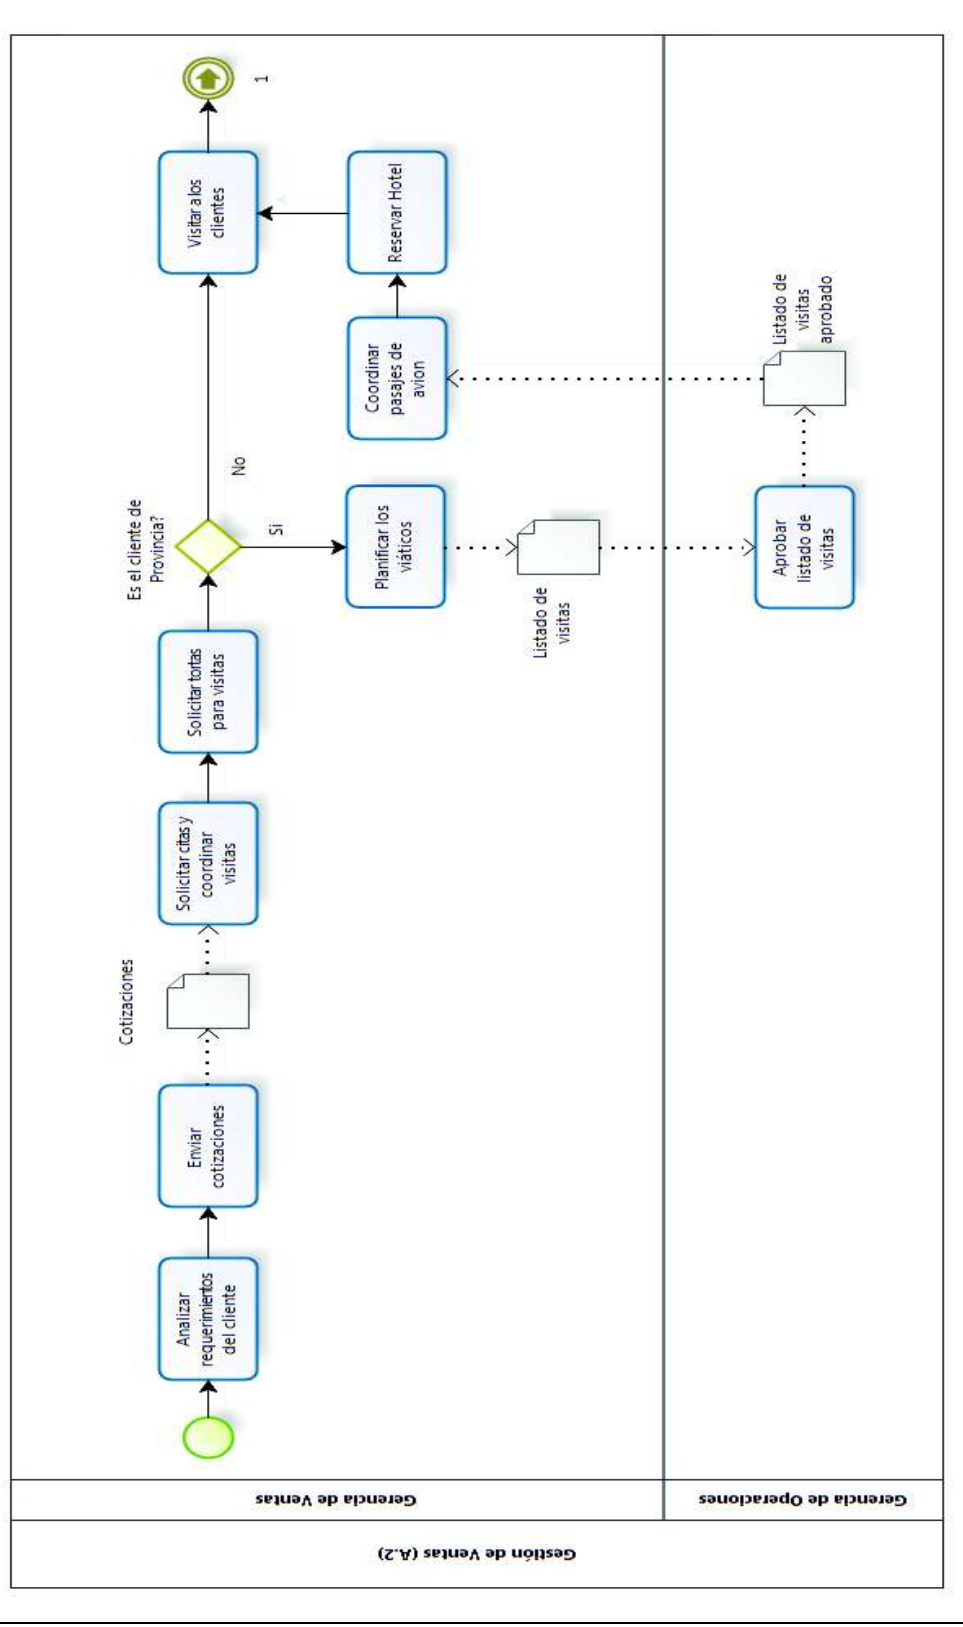 Gestión de Ventas (A.2)
Gerencia de Ventas
Analizar
requerimientos
del cliente
Enviar
cotizaciones
Cotizaciones
Solicitar citas y
coordinar
visitas
Solicitar tortas
para visitas
Es el cliente de
Provincia?
No
Si
Visitar a los
clientes
1
Planificar los
viáticos
Listado de
visitas
Coordinar
pasajes de
avion
Reservar Hotel
Gerencia de Operaciones
Aprobar
listado de
visitas
Listado de
visitas
aprobado